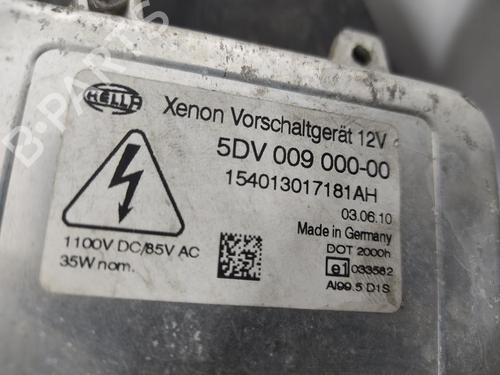 HELLA
Xenon Vorschaltgerät 12V
5DV 009 000-00
154013017181AH
03.06.10
Made in Germany
DOT 2000h
1100V DC/85V AC
35W nom.
e1 033582
Al99.5 D1S
B-PARTS